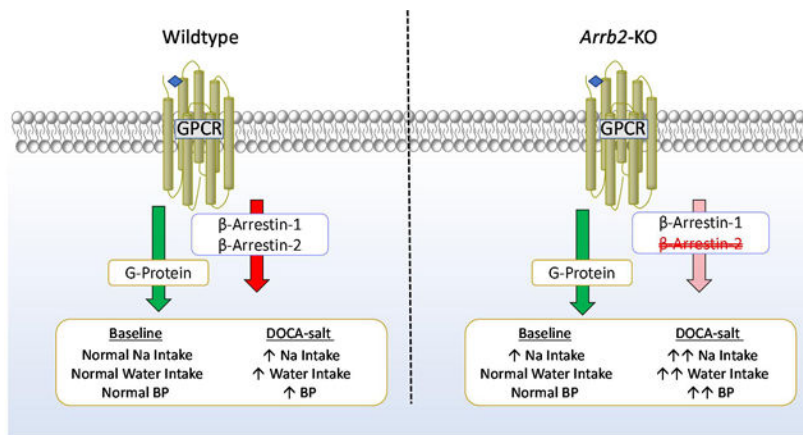 Wildtype
GPCR
β-Arrestin-1
β-Arrestin-2
G-Protein
Baseline
Normal Na Intake
Normal Water Intake
Normal BP
DOCA-salt
↑ Na Intake
↑ Water Intake
↑ BP
Arrb2-KO
GPCR
β-Arrestin-1
β-Arrestin-2
G-Protein
Baseline
↑ Na Intake
Normal Water Intake
Normal BP
DOCA-salt
↑↑ Na Intake
↑↑ Water Intake
↑↑ BP